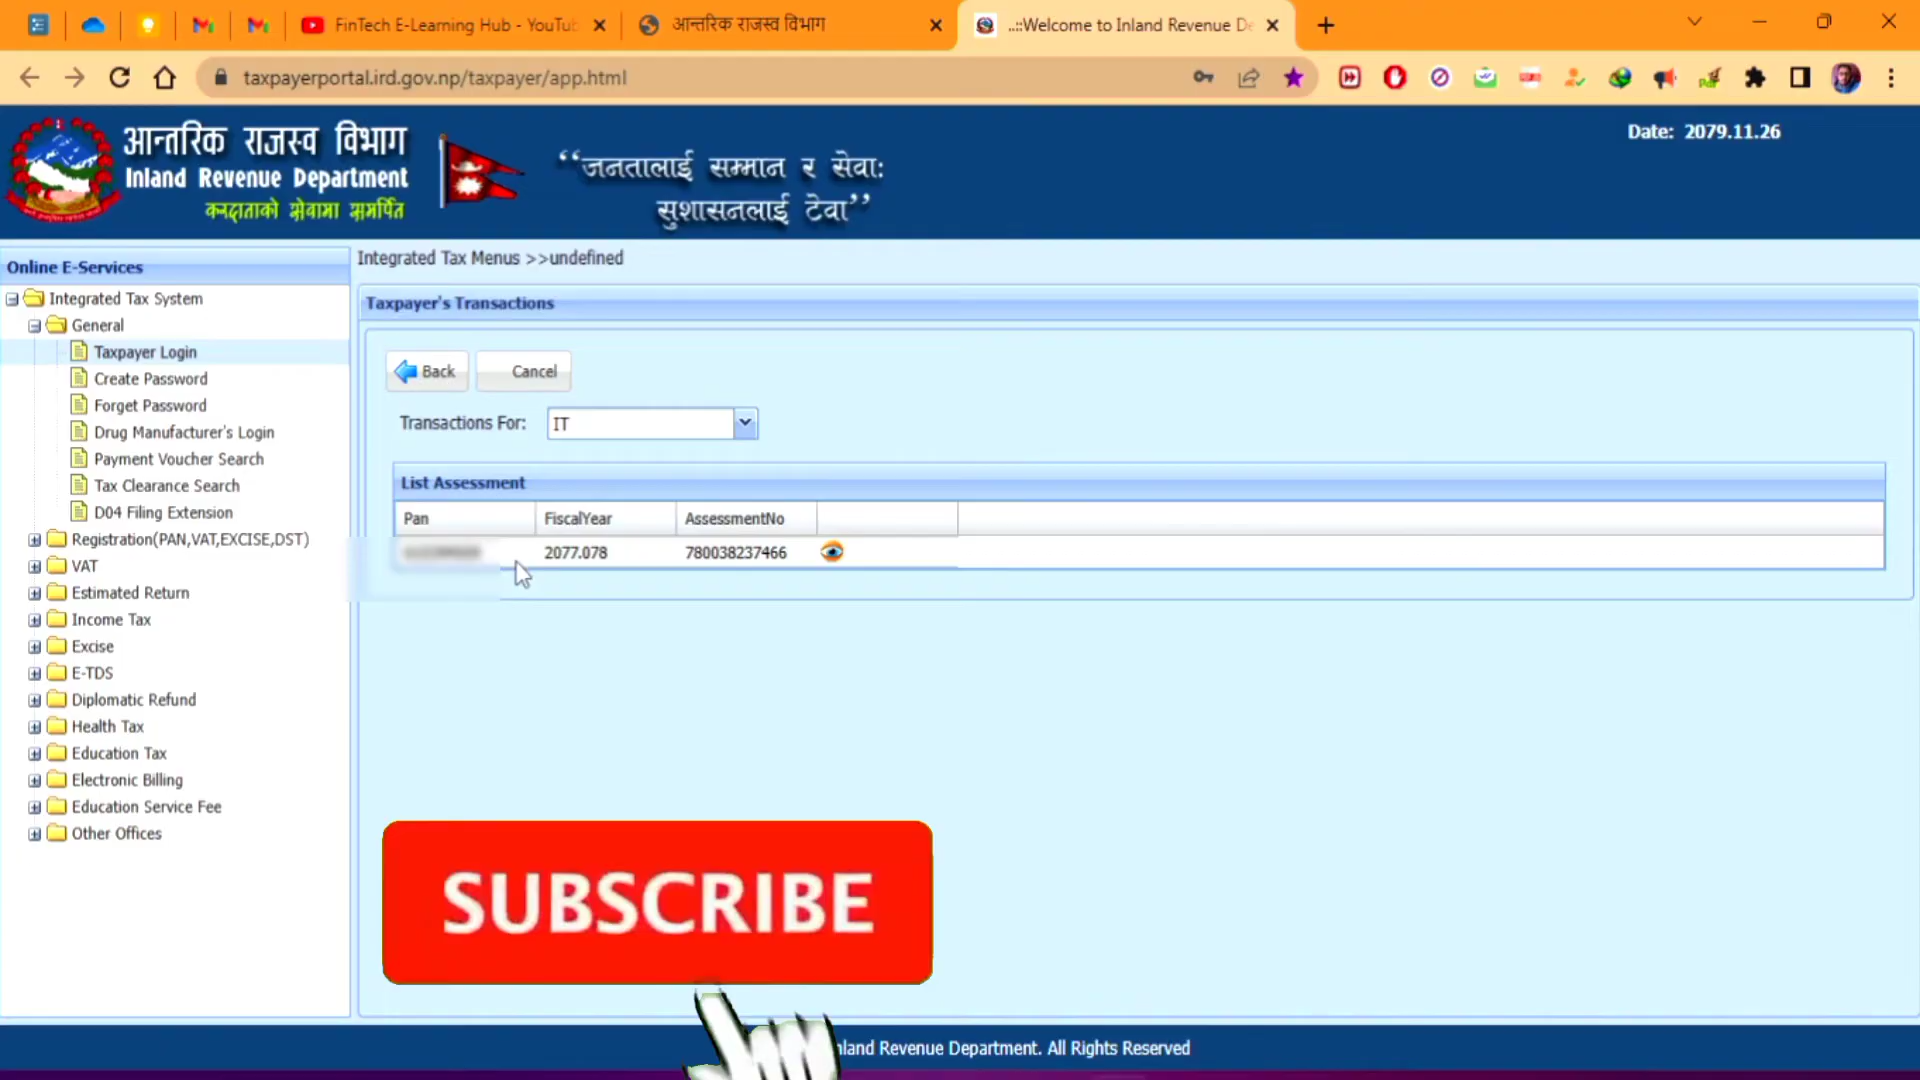 FinTech E-Learning Hub - YouTub
आन्तरिक राजस्व विभाग
..::Welcome to Inland Revenue De
taxpayerportal.ird.gov.np/taxpayer/app.html
आन्तरिक राजस्व विभाग
Inland Revenue Department
करदाताको सेवामा समर्पित
“जनतालाई सम्मान र सेवा:
सुशासनलाई टेवा”
Date: 2079.11.26
Online E-Services
Integrated Tax System
General
Taxpayer Login
Create Password
Forget Password
Drug Manufacturer's Login
Payment Voucher Search
Tax Clearance Search
D04 Filing Extension
Registration(PAN,VAT,EXCISE,DST)
VAT
Estimated Return
Income Tax
Excise
E-TDS
Diplomatic Refund
Health Tax
Education Tax
Electronic Billing
Education Service Fee
Other Offices
Integrated Tax Menus >>undefined
Taxpayer's Transactions
Back Cancel
Transactions For: IT
List Assessment
Pan FiscalYear AssessmentNo
2077.078 780038237466
SUBSCRIBE
nland Revenue Department. All Rights Reserved